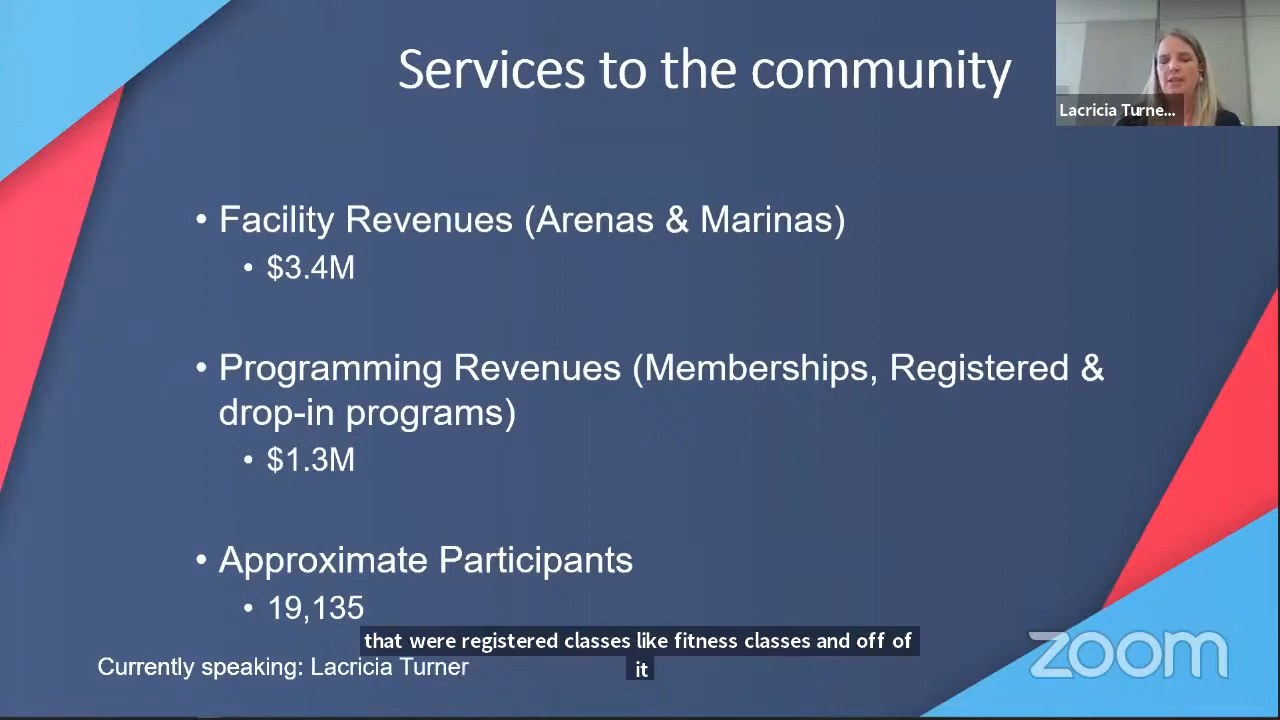 Services to the community
Lacricia Turne...
• Facility Revenues (Arenas & Marinas)
• $3.4M
• Programming Revenues (Memberships, Registered &
drop-in programs)
• $1.3M
• Approximate Participants
• 19,135
that were registered classes like fitness classes and off of
it
Currently speaking: Lacricia Turner
zoom